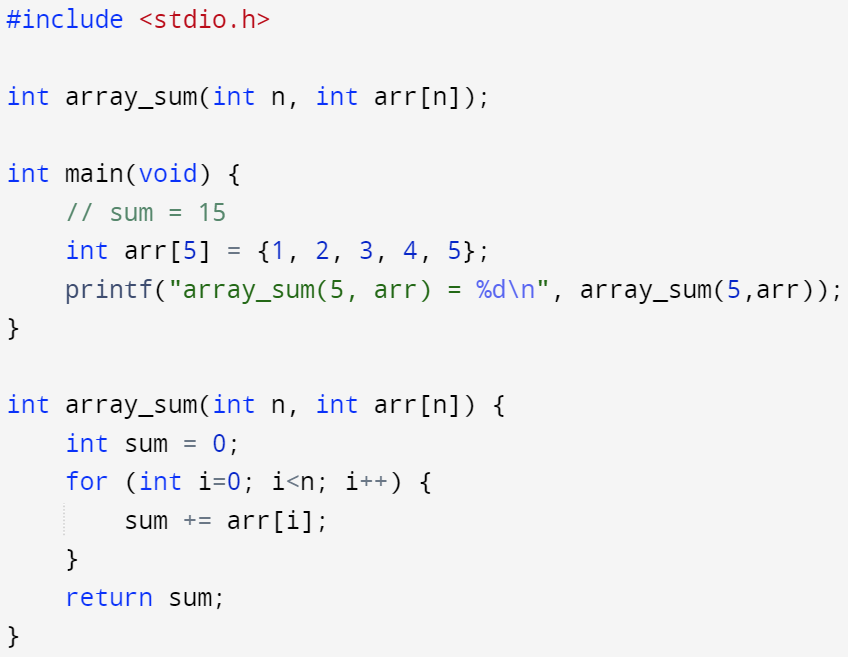 #include <stdio.h>

int array_sum(int n, int arr[n]);

int main(void) {
    // sum = 15
    int arr[5] = {1, 2, 3, 4, 5};
    printf("array_sum(5, arr) = %d\n", array_sum(5,arr));
}

int array_sum(int n, int arr[n]) {
    int sum = 0;
    for (int i=0; i<n; i++) {
        sum += arr[i];
    }
    return sum;
}